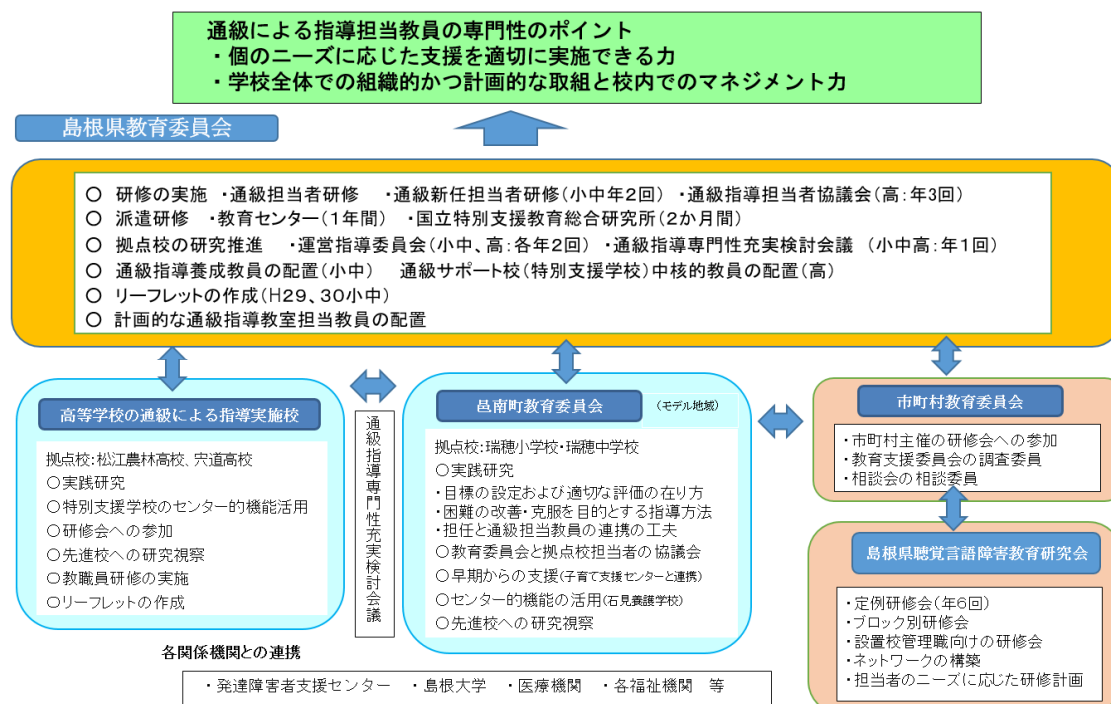 通級による指導担当教員の専門性のポイント
・個のニーズに応じた支援を適切に実施できる力
・学校全体での組織的かつ計画的な取組と校内でのマネジメント力
島根県教育委員会
○ 研修の実施 ・通級担当者研修 ・通級新任担当者研修(小中年2回) ・通級指導担当者協議会(高:年3回)
○ 派遣研修 ・教育センター(1年間) ・国立特別支援教育総合研究所(2か月間)
○ 拠点校の研究推進 ・運営指導委員会(小中、高:各年2回) ・通級指導専門性充実検討会議 (小中高:年1回)
○ 通級指導養成教員の配置(小中) 通級サポート校(特別支援学校)中核的教員の配置(高)
○ リーフレットの作成(H29、30小中)
○ 計画的な通級指導教室担当教員の配置
高等学校の通級による指導実施校
拠点校:松江農林高校、宍道高校
○実践研究
○特別支援学校のセンター的機能活用
○研修会への参加
○先進校への研究視察
○教職員研修の実施
○リーフレットの作成
通級指導専門性充実検討会議
邑南町教育委員会 (モデル地域)
拠点校:瑞穂小学校・瑞穂中学校
○実践研究
・目標の設定および適切な評価の在り方
・困難の改善・克服を目的とする指導方法
・担任と通級担当教員の連携の工夫
○教育委員会と拠点校担当者の協議会
○早期からの支援(子育て支援センターと連携)
○センター的機能の活用(石見養護学校)
○先進校への研究視察
市町村教育委員会
・市町村主催の研修会への参加
・教育支援委員会の調査委員
・相談会の相談委員
島根県聴覚言語障害教育研究会
・定例研修会(年6回)
・ブロック別研修会
・設置校管理職向けの研修会
・ネットワークの構築
・担当者のニーズに応じた研修計画
各関係機関との連携
・発達障害者支援センター ・島根大学 ・医療機関 ・各福祉機関 等